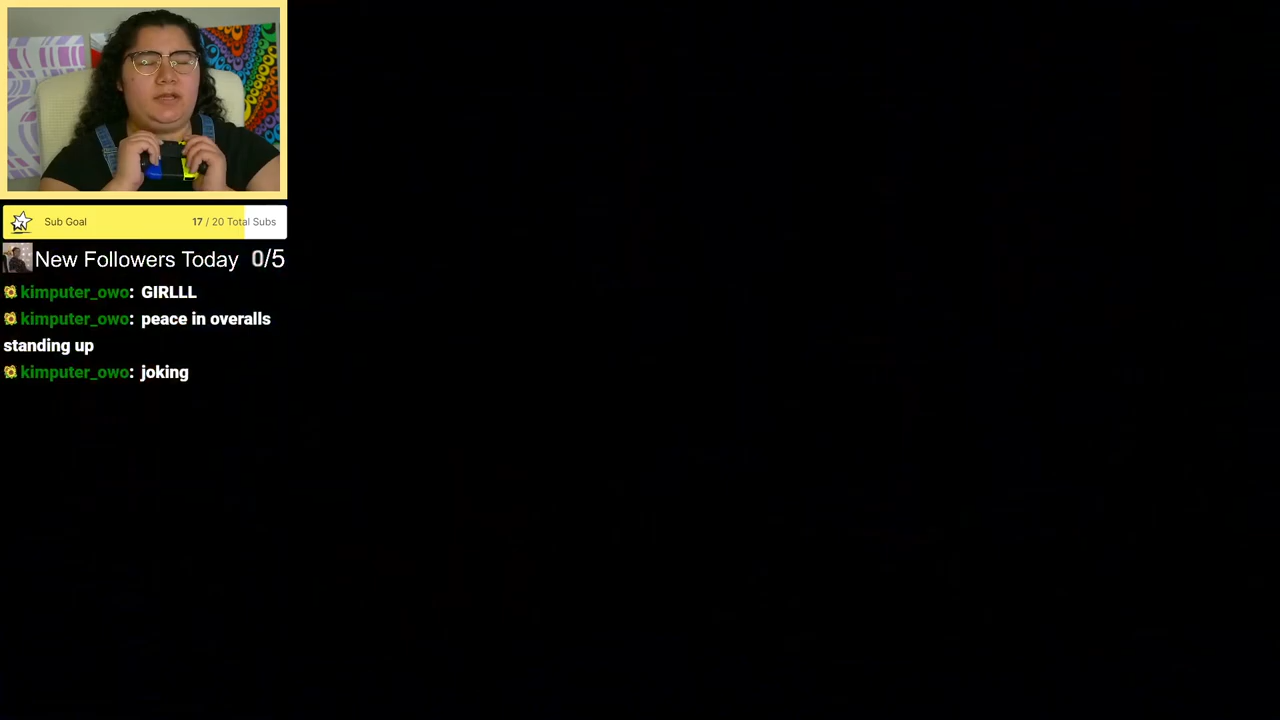 Sub Goal 17 / 20 Total Subs
New Followers Today 0/5
kimputer_owo: GIRLLL
kimputer_owo: peace in overalls
standing up
kimputer_owo: joking